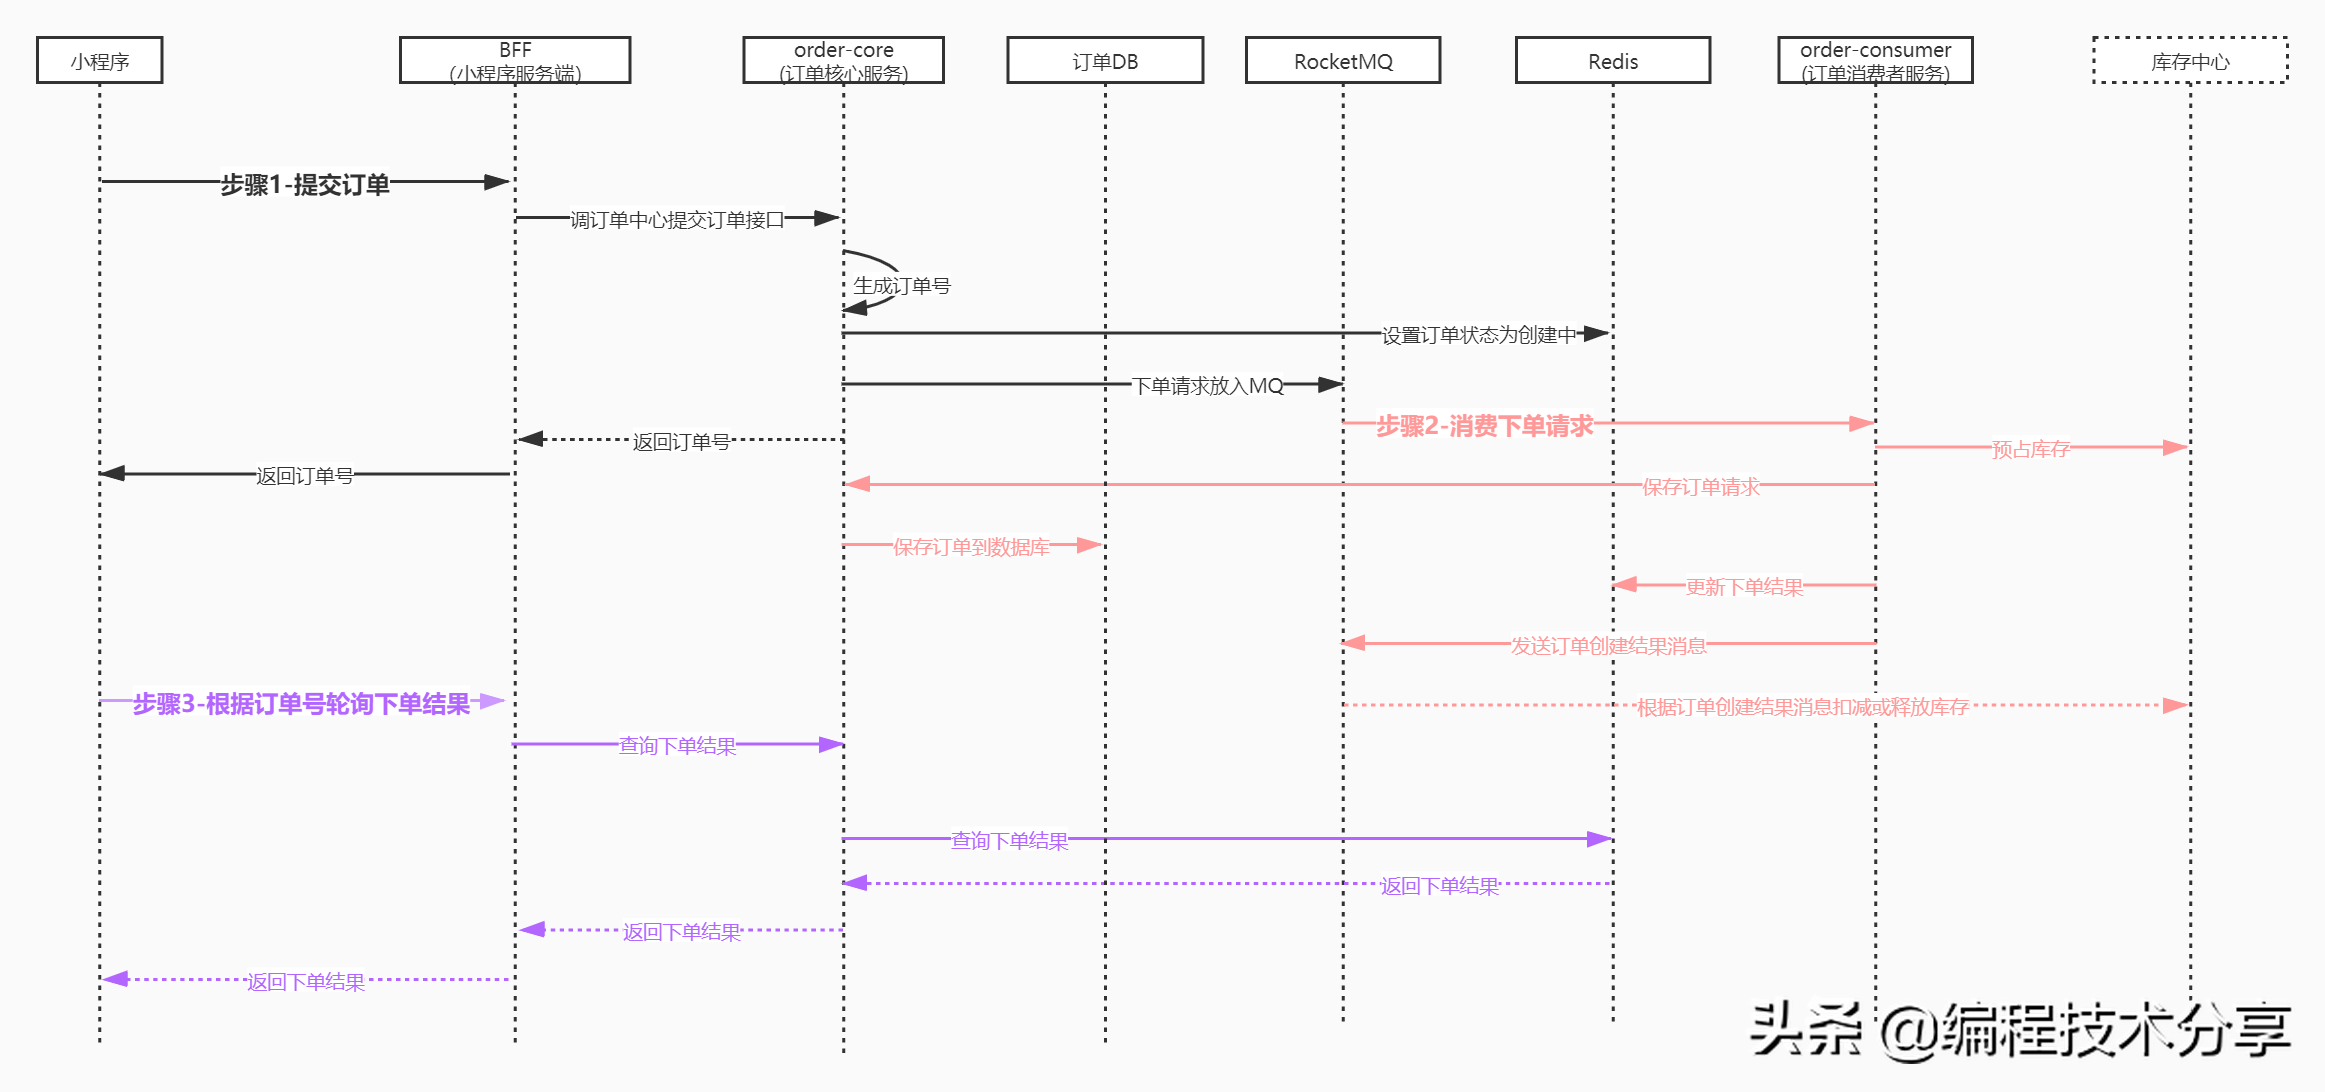 小程序
BFF
(小程序服务端)
order-core
(订单核心服务)
订单DB
RocketMQ
Redis
order-consumer
(订单消费者服务)
库存中心
步骤1-提交订单
调订单中心提交订单接口
生成订单号
设置订单状态为创建中
下单请求放入MQ
步骤2-消费下单请求
返回订单号
预占库存
返回订单号
保存订单请求
保存订单到数据库
更新下单结果
发送订单创建结果消息
步骤3-根据订单号轮询下单结果
根据订单创建结果消息扣减或释放库存
查询下单结果
查询下单结果
返回下单结果
返回下单结果
返回下单结果
头条 @编程技术分享